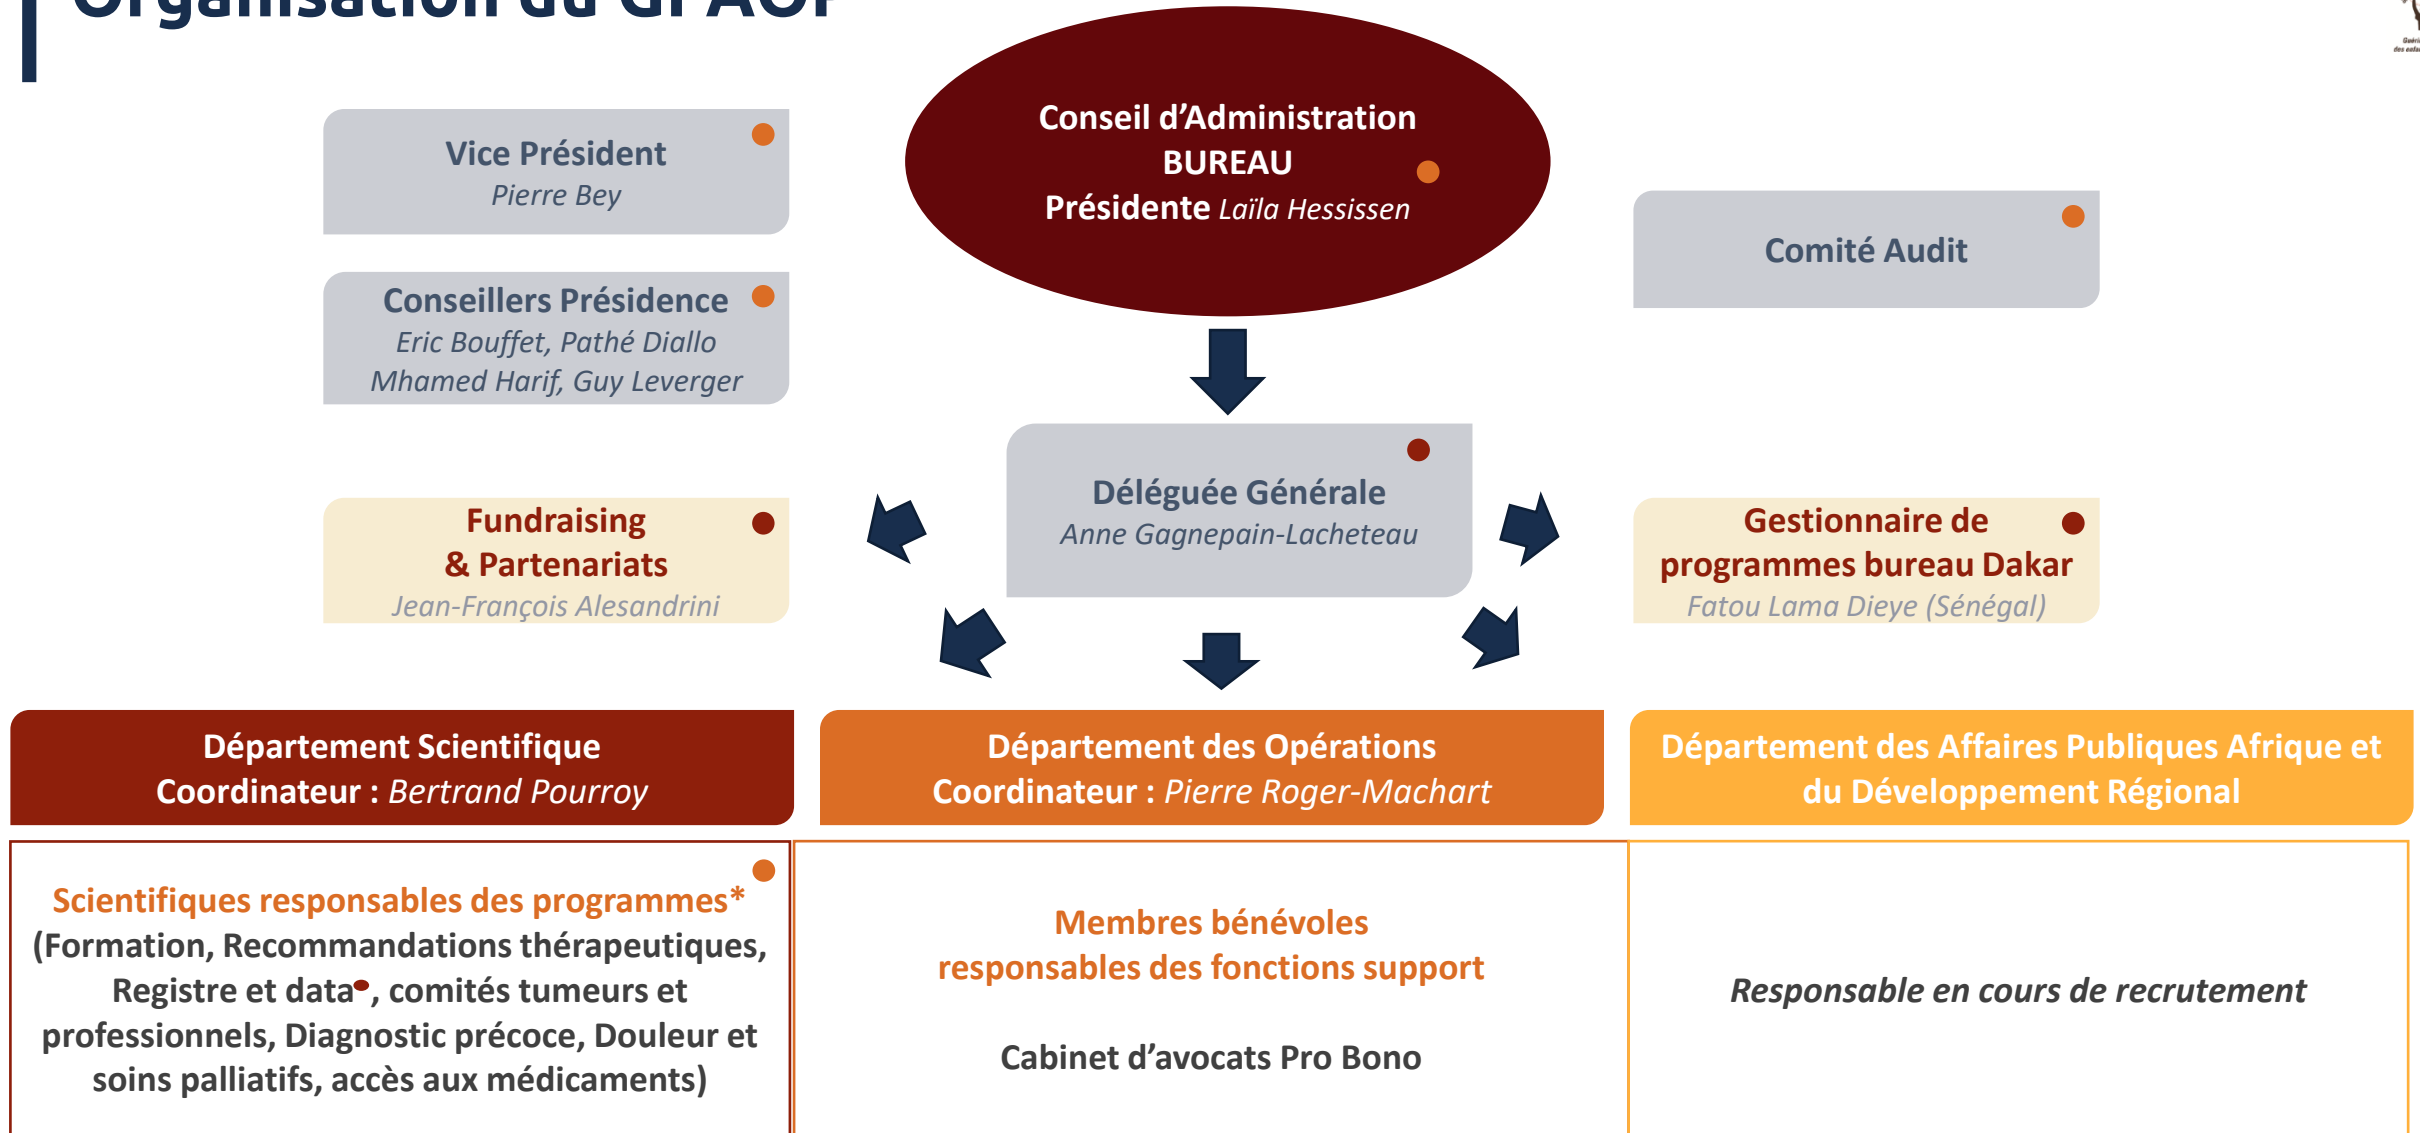 Organisation du GFAOP
Conseil d’Administration
BUREAU
Présidente Laïla Hessissen
Vice Président
Pierre Bey
Conseillers Présidence
Eric Bouffet, Pathé Diallo
Mhamed Harif, Guy Leverger
Comité Audit
Déléguée Générale
Anne Gagnepain-Lacheteau
Fundraising
& Partenariats
Jean-François Alesandrini
Gestionnaire de
programmes bureau Dakar
Fatou Lama Dieye (Sénégal)
Département Scientifique
Coordinateur : Bertrand Pourroy
Département des Opérations
Coordinateur : Pierre Roger-Machart
Département des Affaires Publiques Afrique et
du Développement Régional
Scientifiques responsables des programmes*
(Formation, Recommandations thérapeutiques,
Registre et data, comités tumeurs et
professionnels, Diagnostic précoce, Douleur et
soins palliatifs, accès aux médicaments)
Membres bénévoles
responsables des fonctions support
Cabinet d’avocats Pro Bono
Responsable en cours de recrutement